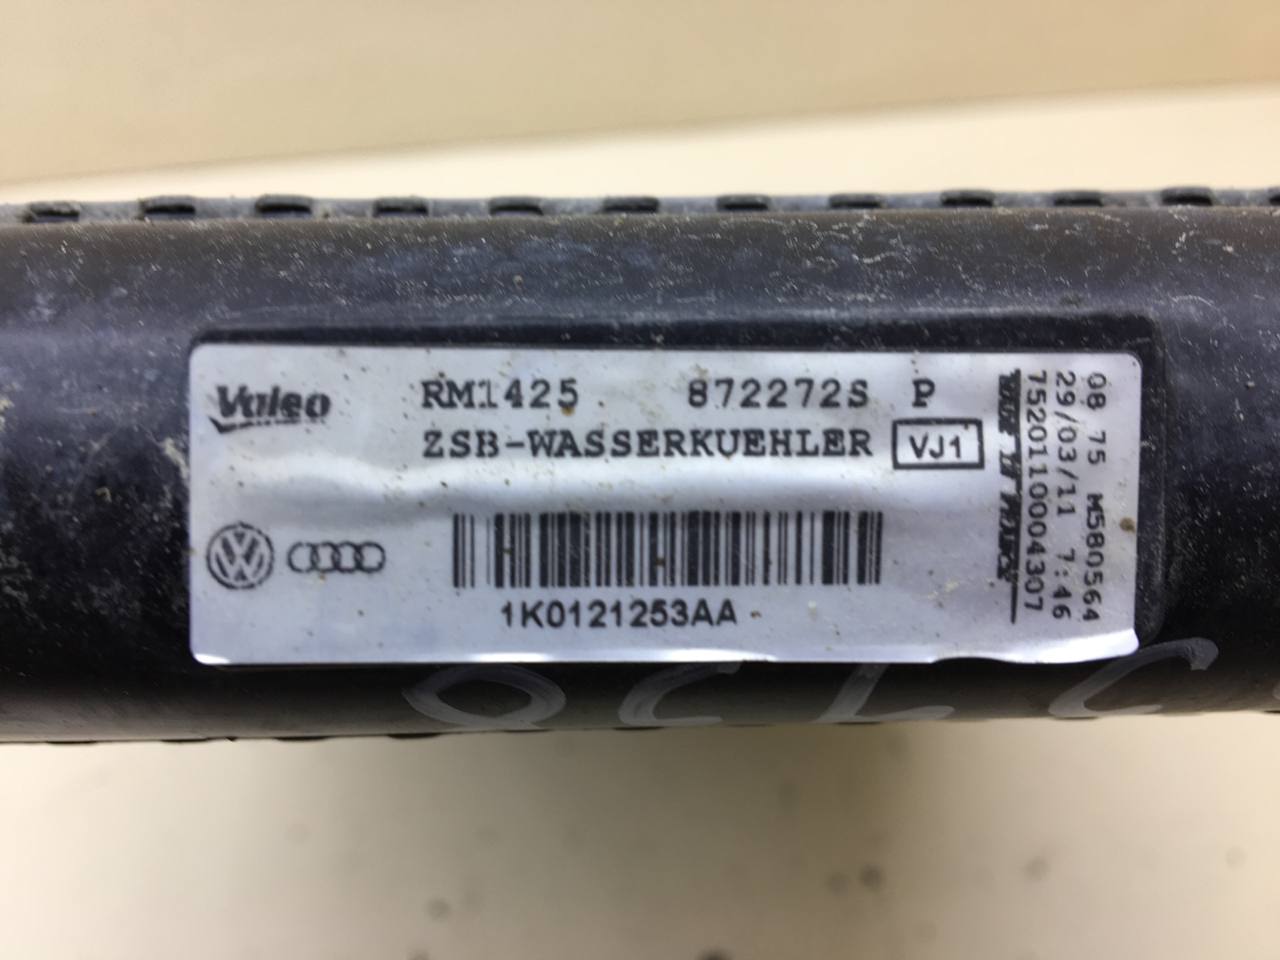 Valeo RM1425 872272S P
ZSB-WASSERKUEHLER VJ1
1K0121253AA
08 75 M580564
29/03/11 7:46
75201100004307